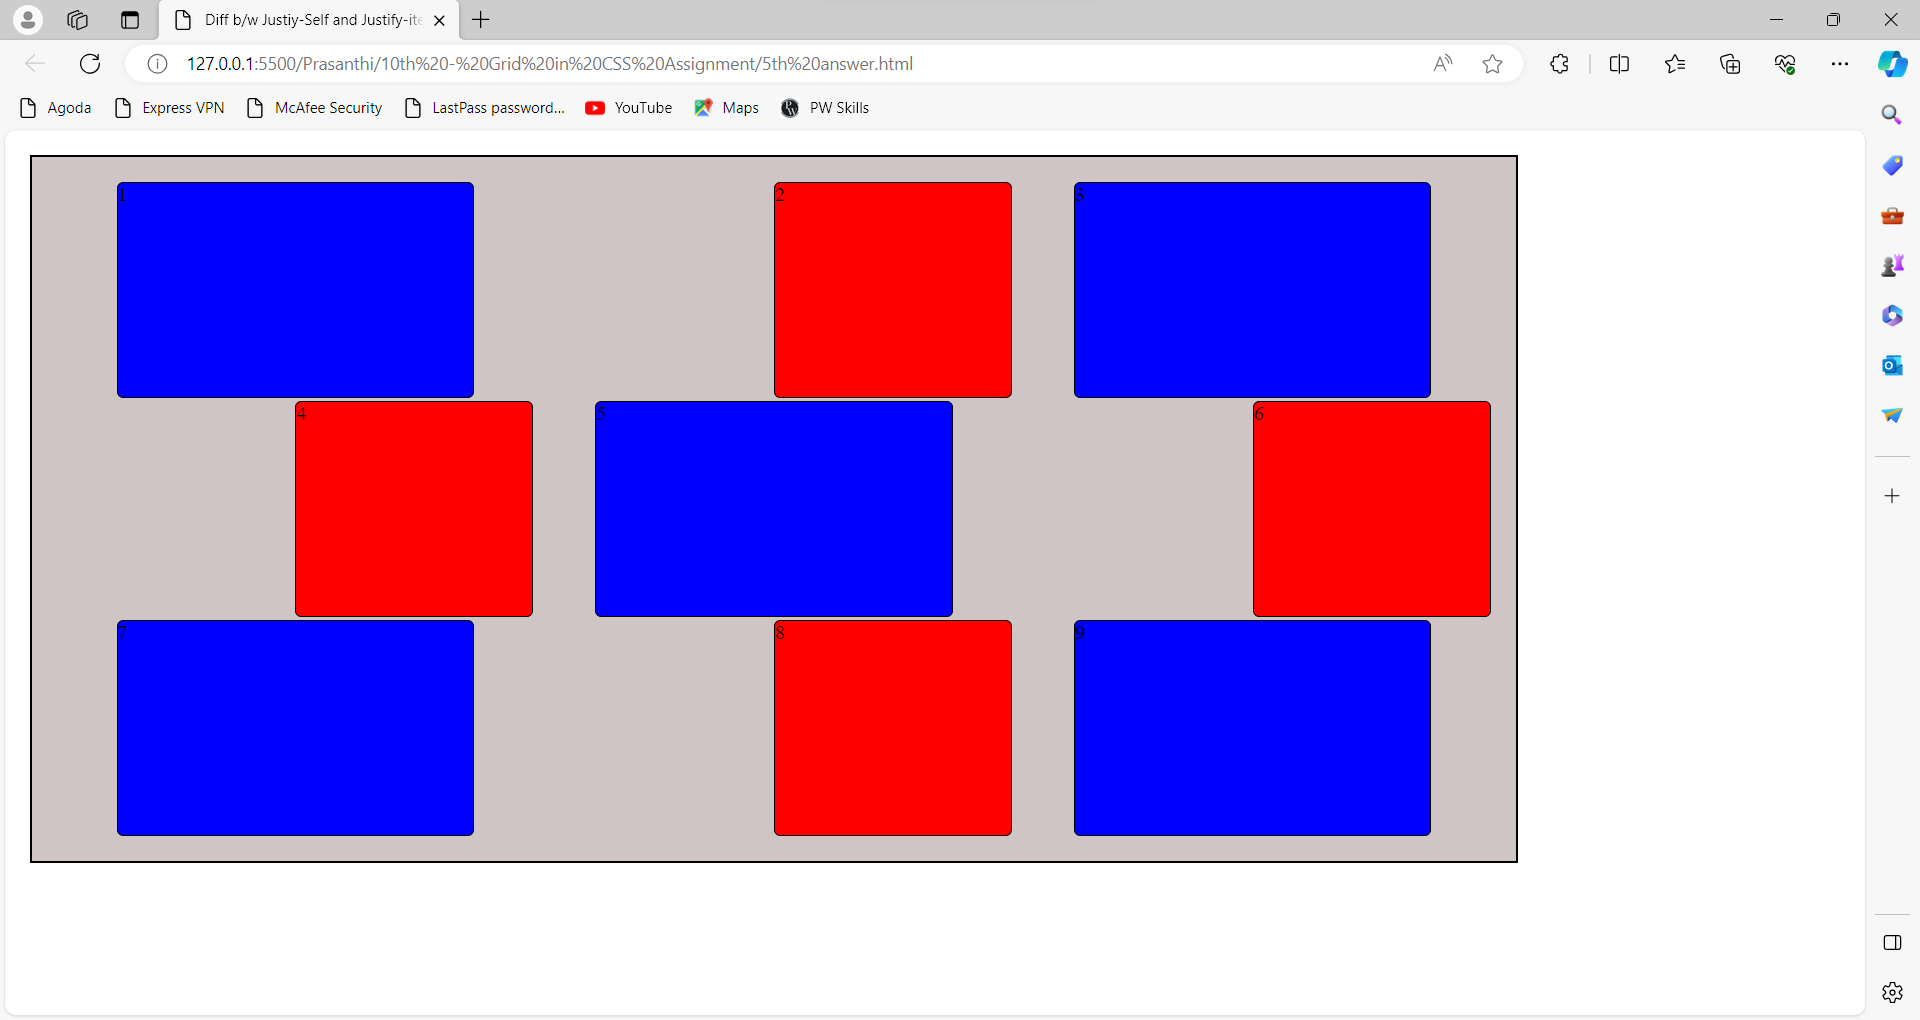 Diff b/w Justiy-Self and Justify-ite
127.0.0.1:5500/Prasanthi/10th%20-%20Grid%20in%20CSS%20Assignment/5th%20answer.html
Agoda Express VPN McAfee Security LastPass password... YouTube Maps PW Skills
1 2 3
4 5 6
7 8 9